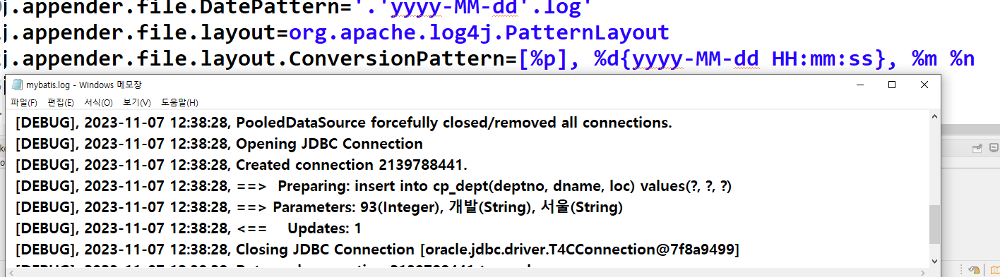 j.appender.file.DatePattern='.'yyyy-MM-dd'.log'
j.appender.file.layout=org.apache.log4j.PatternLayout
j.appender.file.layout.ConversionPattern=[%p], %d{yyyy-MM-dd HH:mm:ss}, %m %n
mybatis.log - Windows 메모장
파일(F) 편집(E) 서식(O) 보기(V) 도움말(H)
[DEBUG], 2023-11-07 12:38:28, PooledDataSource forcefully closed/removed all connections.
[DEBUG], 2023-11-07 12:38:28, Opening JDBC Connection
[DEBUG], 2023-11-07 12:38:28, Created connection 2139788441.
[DEBUG], 2023-11-07 12:38:28, ==>  Preparing: insert into cp_dept(deptno, dname, loc) values(?, ?, ?)
[DEBUG], 2023-11-07 12:38:28, ==> Parameters: 93(Integer), 개발(String), 서울(String)
[DEBUG], 2023-11-07 12:38:28, <==    Updates: 1
[DEBUG], 2023-11-07 12:38:28, Closing JDBC Connection [oracle.jdbc.driver.T4CConnection@7f8a9499]